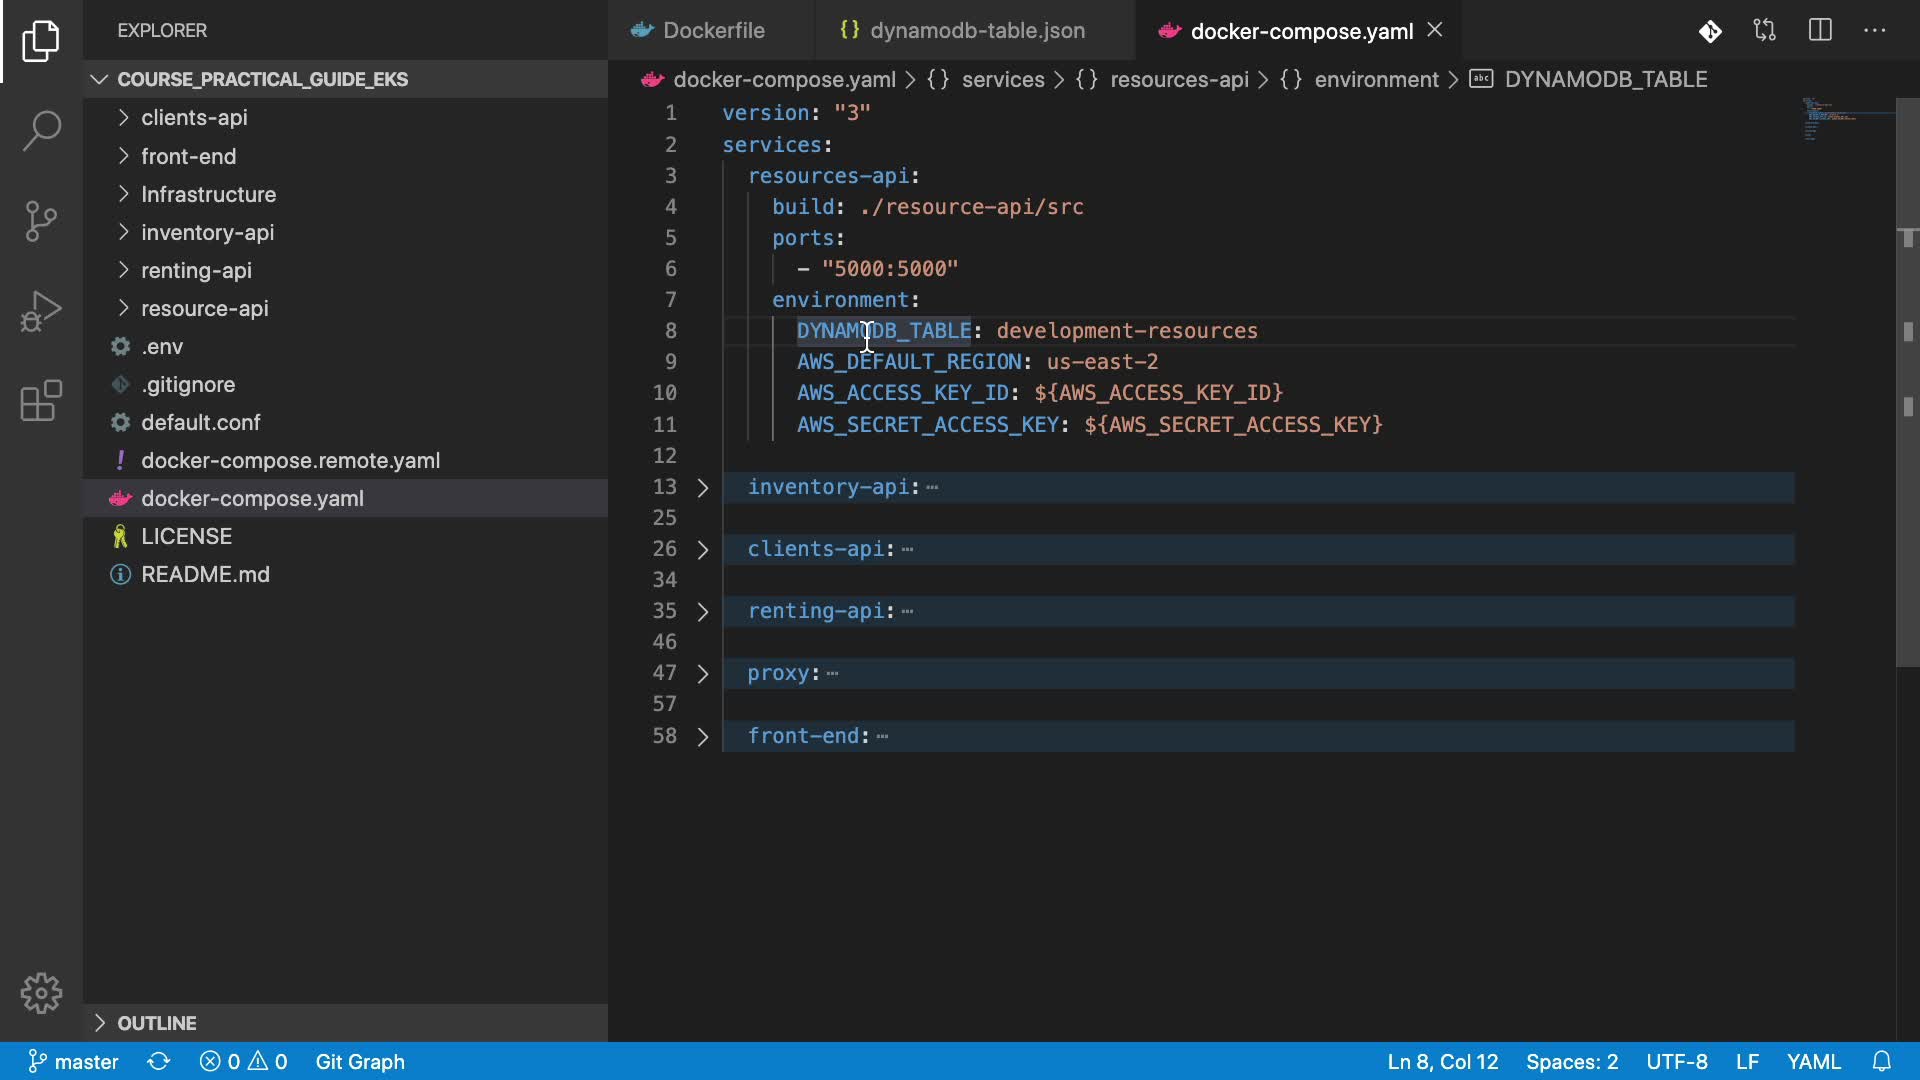 EXPLORER
COURSE_PRACTICAL_GUIDE_EKS
clients-api
front-end
Infrastructure
inventory-api
renting-api
resource-api
.env
.gitignore
default.conf
docker-compose.remote.yaml
docker-compose.yaml
LICENSE
README.md
OUTLINE
Dockerfile
dynamodb-table.json
docker-compose.yaml
docker-compose.yaml > {} services > {} resources-api > {} environment > abc DYNAMODB_TABLE
1 version: "3"
2 services:
3 resources-api:
4 build: ./resource-api/src
5 ports:
6 - "5000:5000"
7 environment:
8 DYNAMODB_TABLE: development-resources
9 AWS_DEFAULT_REGION: us-east-2
10 AWS_ACCESS_KEY_ID: ${AWS_ACCESS_KEY_ID}
11 AWS_SECRET_ACCESS_KEY: ${AWS_SECRET_ACCESS_KEY}
12
13 > inventory-api: …
25
26 > clients-api: …
34
35 > renting-api: …
46
47 > proxy: …
57
58 > front-end: …
master 0 0 Git Graph Ln 8, Col 12 Spaces: 2 UTF-8 LF YAML